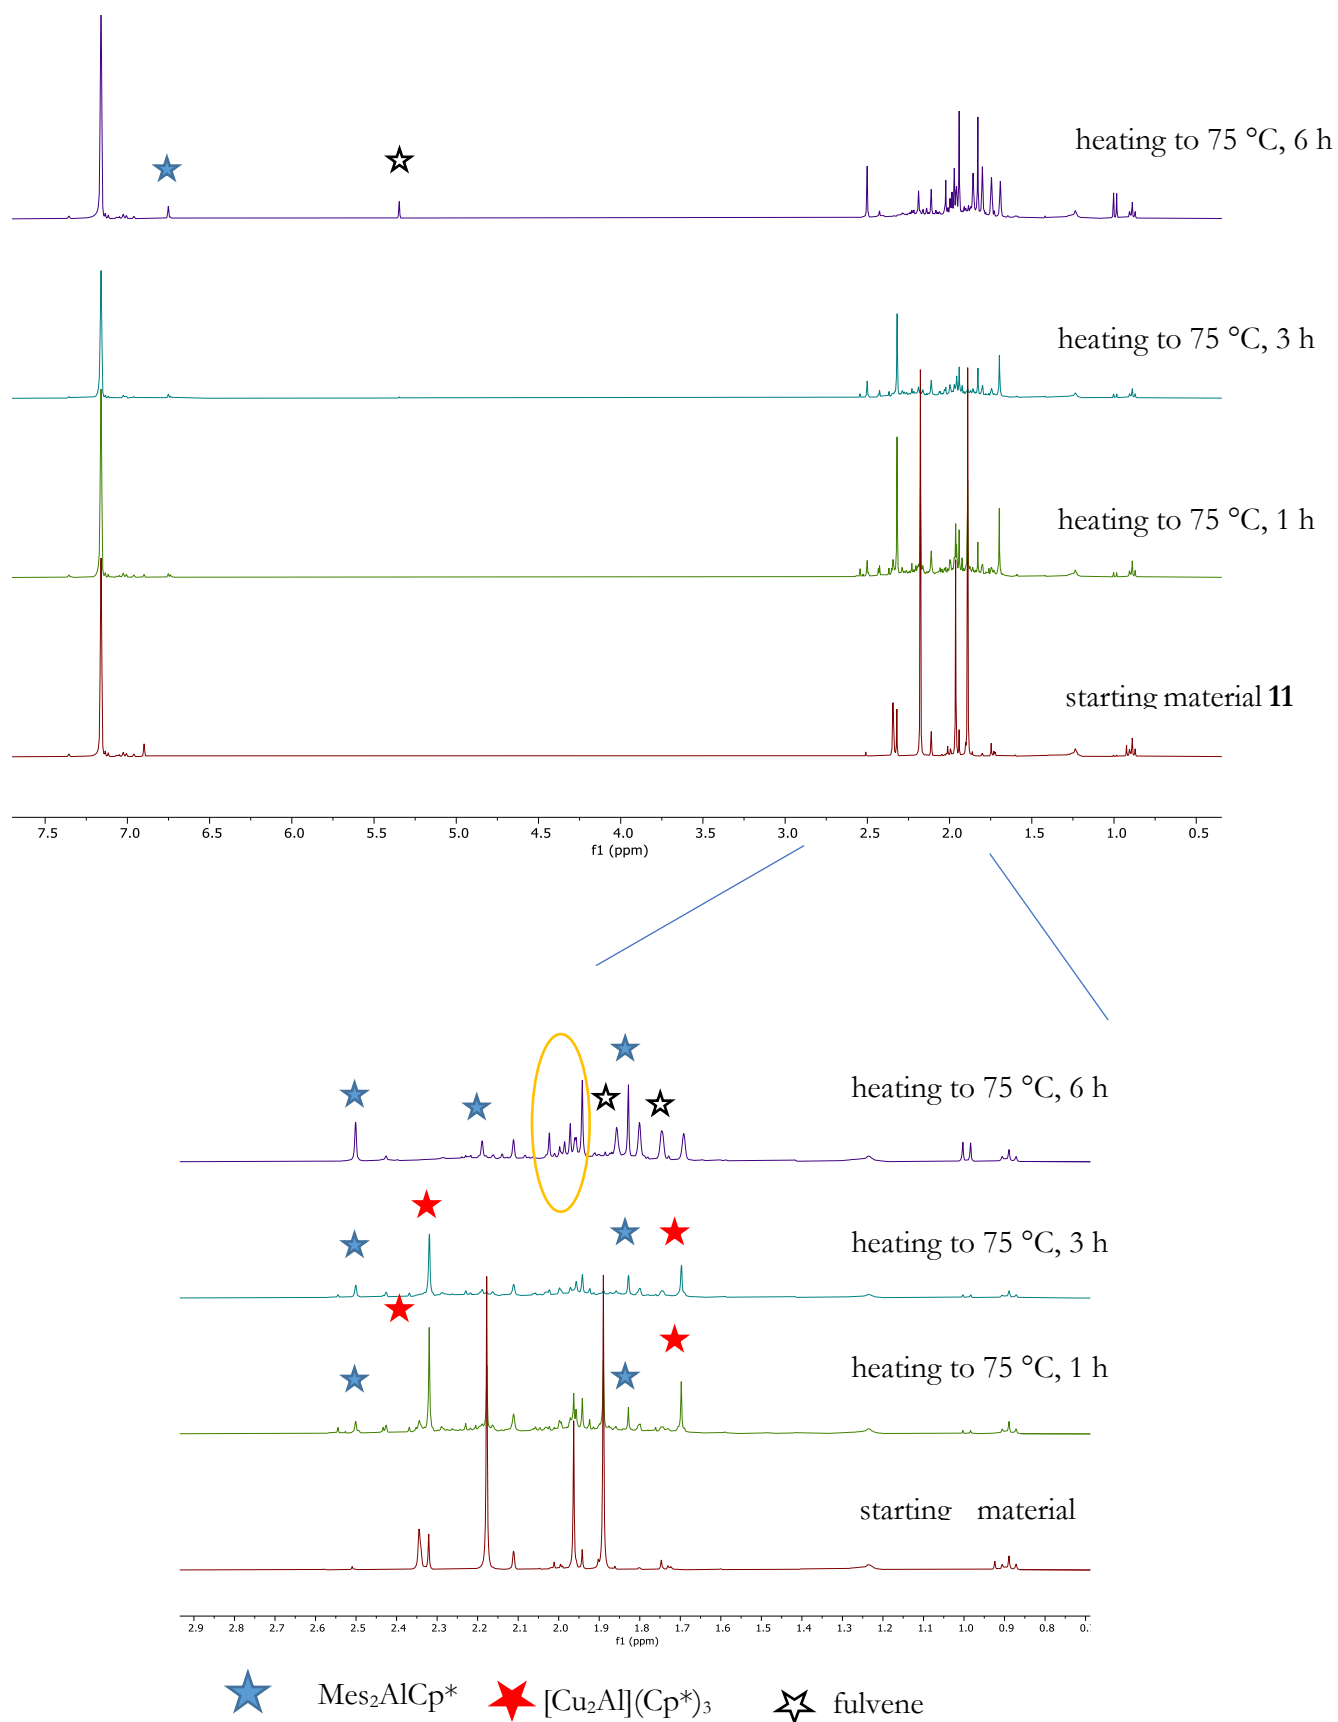 heating to 75 °C, 6 h
heating to 75 °C, 3 h
heating to 75 °C, 1 h
starting material 11
7.5 7.0 6.5 6.0 5.5 5.0 4.5 4.0 3.5 3.0 2.5 2.0 1.5 1.0 0.5
f1 (ppm)
heating to 75 °C, 6 h
heating to 75 °C, 3 h
heating to 75 °C, 1 h
starting material
2.9 2.8 2.7 2.6 2.5 2.4 2.3 2.2 2.1 2.0 1.9 1.8 1.7 1.6 1.5 1.4 1.3 1.2 1.1 1.0 0.9 0.8
f1 (ppm)
Mes₂AlCp* [Cu₂Al](Cp*)₃ fulvene